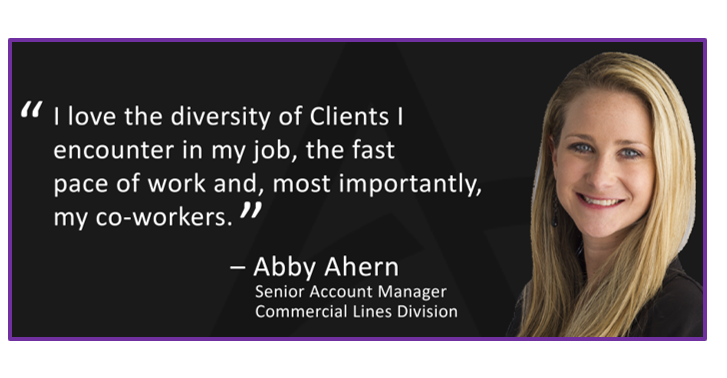 “ I love the diversity of Clients I
encounter in my job, the fast
pace of work and, most importantly,
my co-workers. ”
– Abby Ahern
Senior Account Manager
Commercial Lines Division